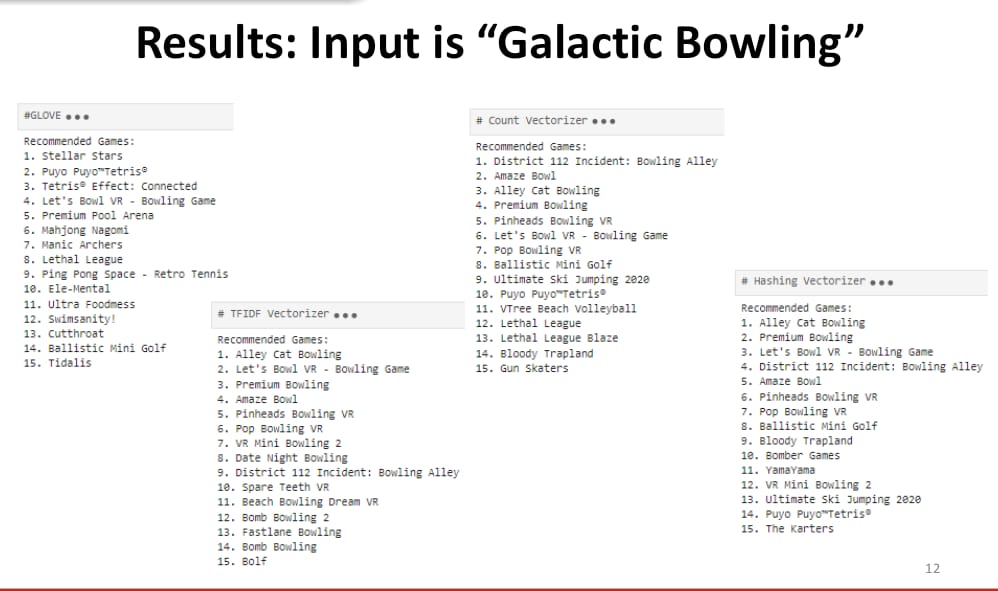 Results: Input is “Galactic Bowling”
#GLOVE ●●●
Recommended Games:
1. Stellar Stars
2. Puyo Puyo™Tetris®
3. Tetris® Effect: Connected
4. Let's Bowl VR - Bowling Game
5. Premium Pool Arena
6. Mahjong Nagomi
7. Manic Archers
8. Lethal League
9. Ping Pong Space - Retro Tennis
10. Ele-Mental
11. Ultra Foodmess
12. Swimsanity!
13. Cutthroat
14. Ballistic Mini Golf
15. Tidalis
# TFIDF Vectorizer ●●●
Recommended Games:
1. Alley Cat Bowling
2. Let's Bowl VR - Bowling Game
3. Premium Bowling
4. Amaze Bowl
5. Pinheads Bowling VR
6. Pop Bowling VR
7. VR Mini Bowling 2
8. Date Night Bowling
9. District 112 Incident: Bowling Alley
10. Spare Teeth VR
11. Beach Bowling Dream VR
12. Bomb Bowling 2
13. Fastlane Bowling
14. Bomb Bowling
15. Bolf
# Count Vectorizer ●●●
Recommended Games:
1. District 112 Incident: Bowling Alley
2. Amaze Bowl
3. Alley Cat Bowling
4. Premium Bowling
5. Pinheads Bowling VR
6. Let's Bowl VR - Bowling Game
7. Pop Bowling VR
8. Ballistic Mini Golf
9. Ultimate Ski Jumping 2020
10. Puyo Puyo™Tetris®
11. VTree Beach Volleyball
12. Lethal League
13. Lethal League Blaze
14. Bloody Trapland
15. Gun Skaters
# Hashing Vectorizer ●●●
Recommended Games:
1. Alley Cat Bowling
2. Premium Bowling
3. Let's Bowl VR - Bowling Game
4. District 112 Incident: Bowling Alley
5. Amaze Bowl
6. Pinheads Bowling VR
7. Pop Bowling VR
8. Ballistic Mini Golf
9. Bloody Trapland
10. Bomber Games
11. YamaYama
12. VR Mini Bowling 2
13. Ultimate Ski Jumping 2020
14. Puyo Puyo™Tetris®
15. The Karters
12